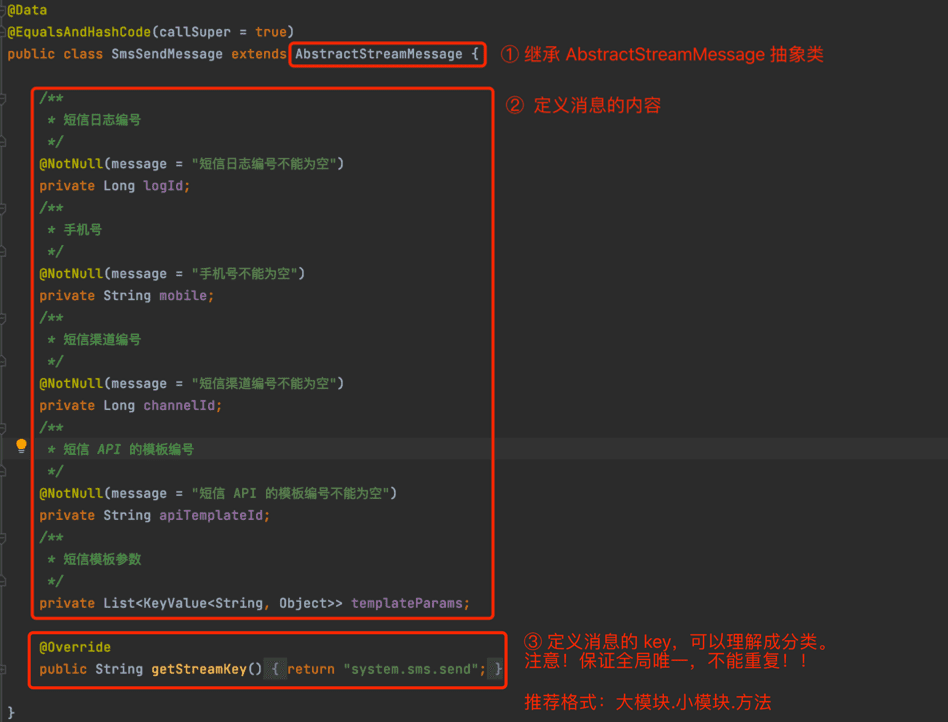 @Data
@EqualsAndHashCode(callSuper = true)
public class SmsSendMessage extends AbstractStreamMessage {
① 继承 AbstractStreamMessage 抽象类
/**
② 定义消息的内容
* 短信日志编号
*/
@NotNull(message = "短信日志编号不能为空")
private Long logId;
/**
* 手机号
*/
@NotNull(message = "手机号不能为空")
private String mobile;
/**
* 短信渠道编号
*/
@NotNull(message = "短信渠道编号不能为空")
private Long channelId;
/**
* 短信 API 的模板编号
*/
@NotNull(message = "短信 API 的模板编号不能为空")
private String apiTemplateId;
/**
* 短信模板参数
*/
private List<KeyValue<String, Object>> templateParams;
@Override
public String getStreamKey() { return "system.sms.send"; }
③ 定义消息的 key，可以理解成分类。
注意！保证全局唯一，不能重复！！
推荐格式：大模块.小模块.方法
}